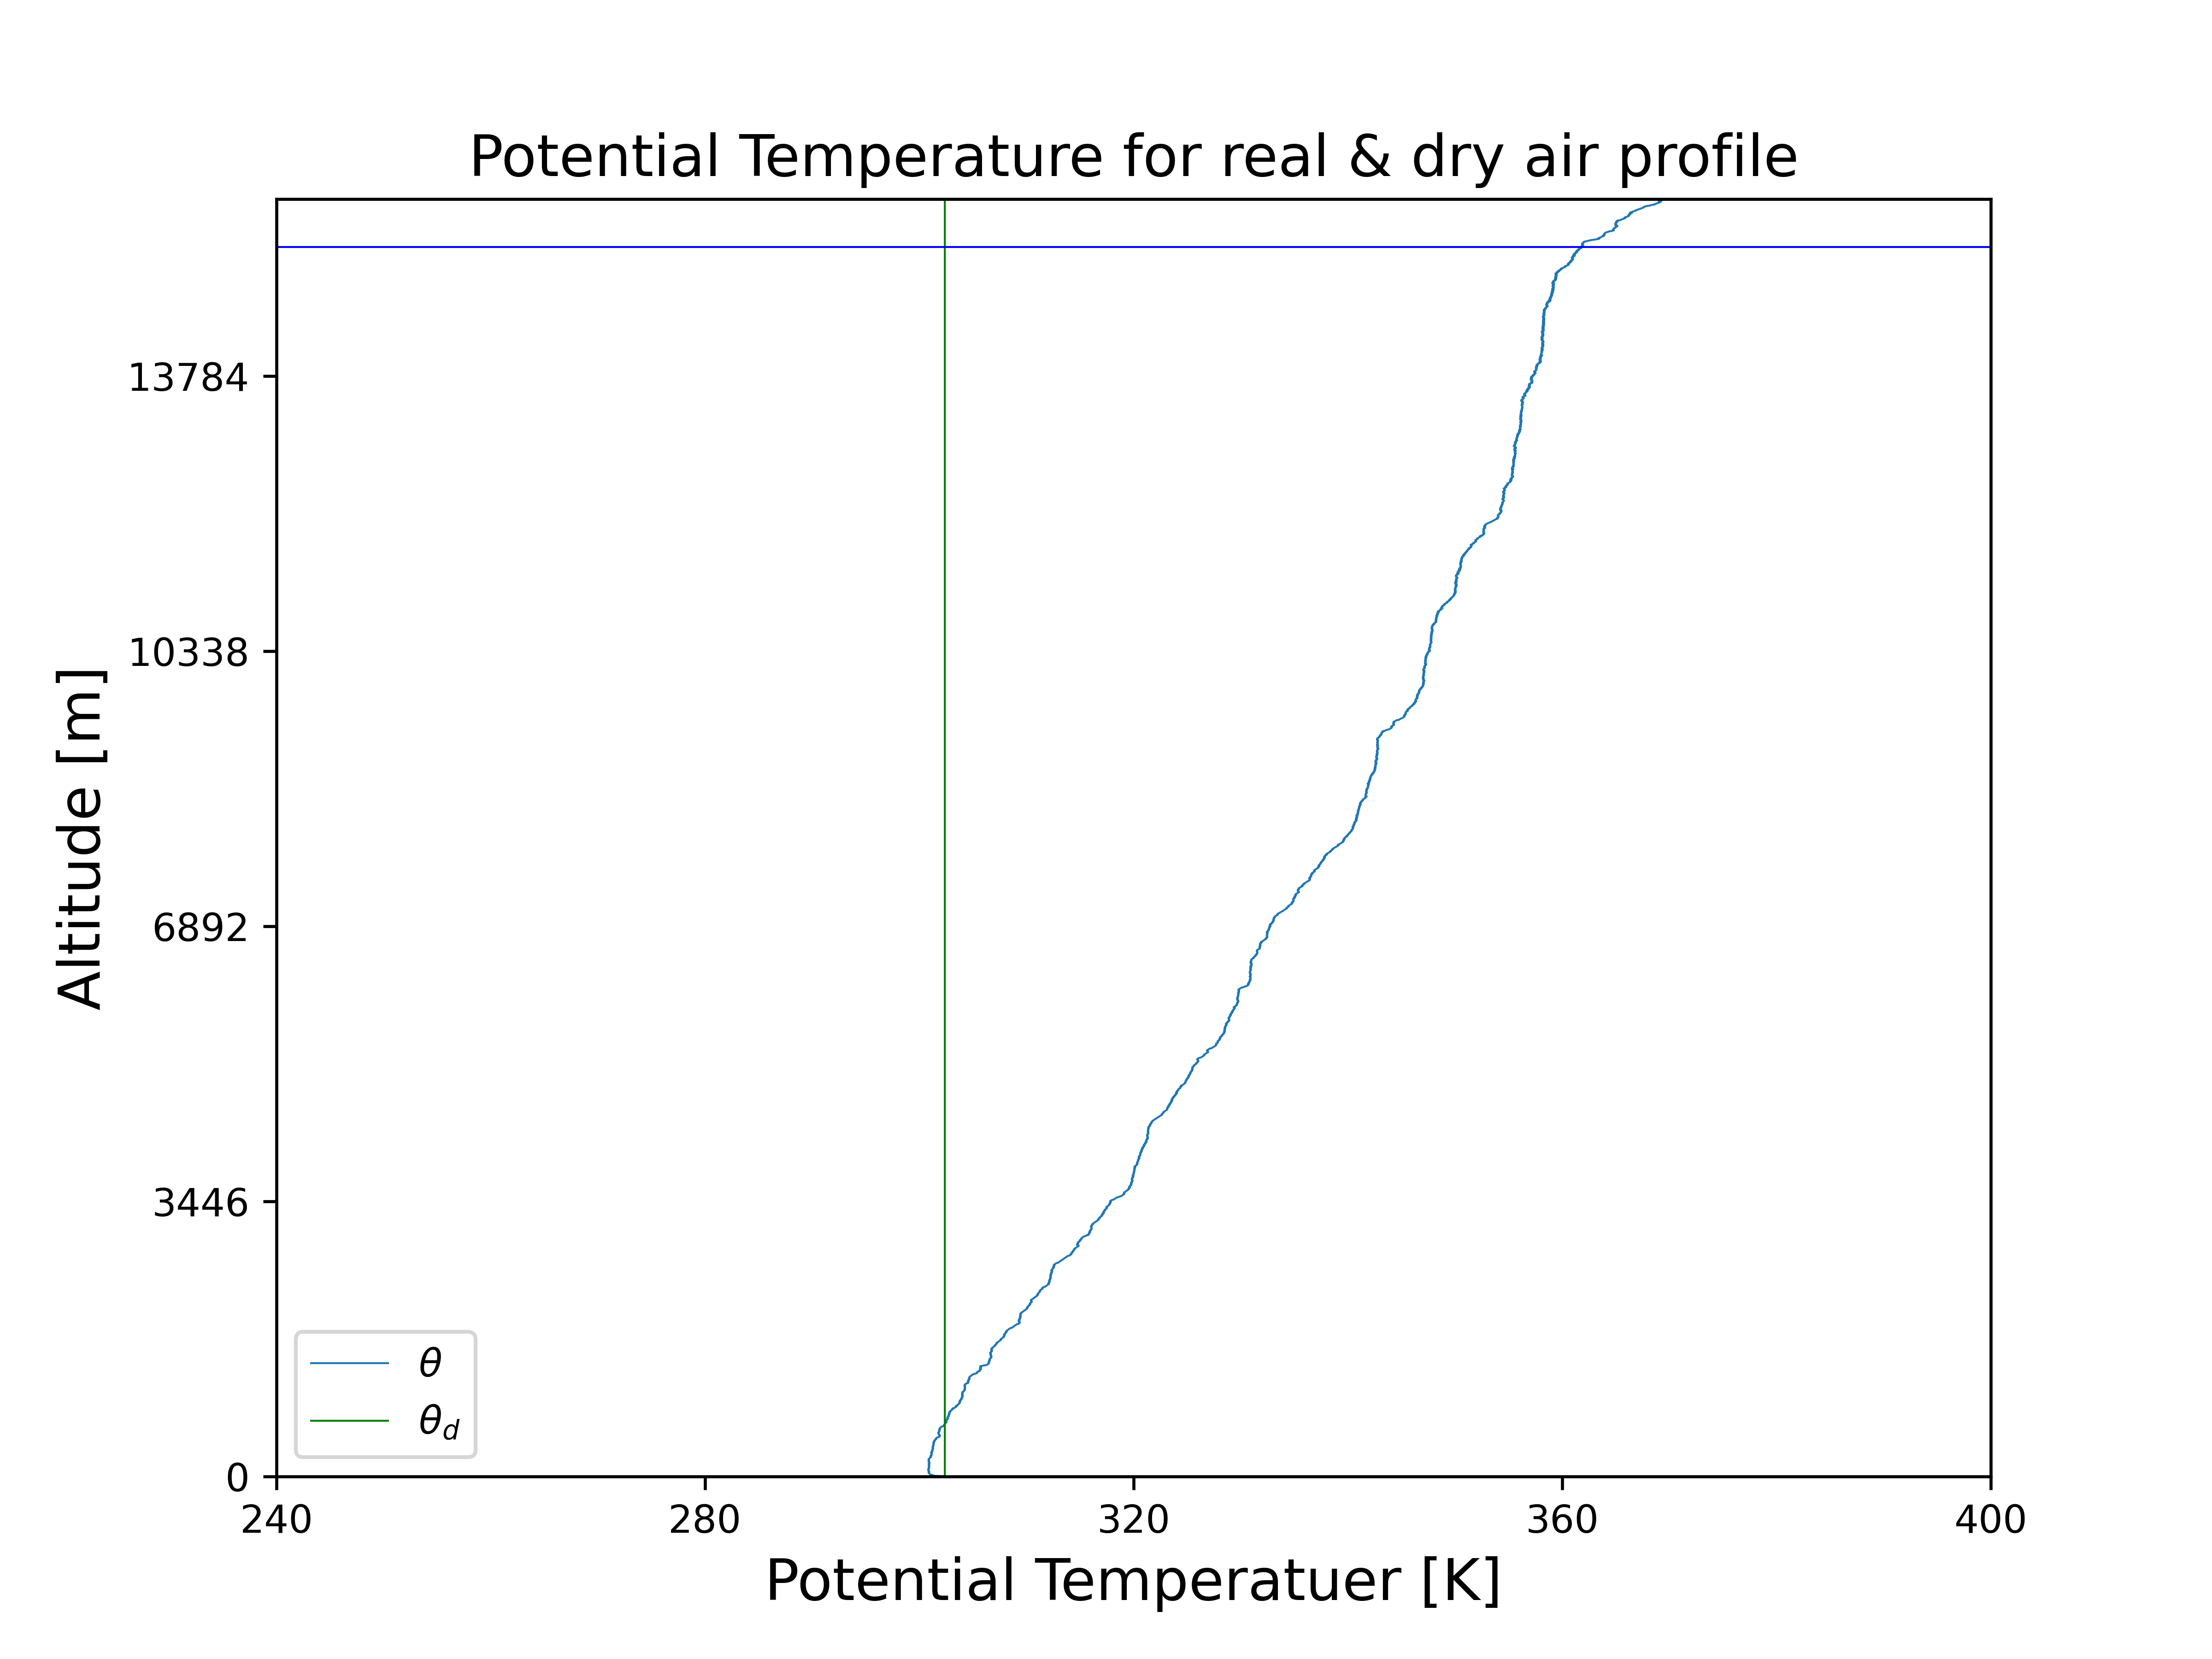 Potential Temperature for real & dry air profile
Altitude [m]
13784
10338
6892
3446
0
θ
θd
240 280 320 360 400
Potential Temperatuer [K]